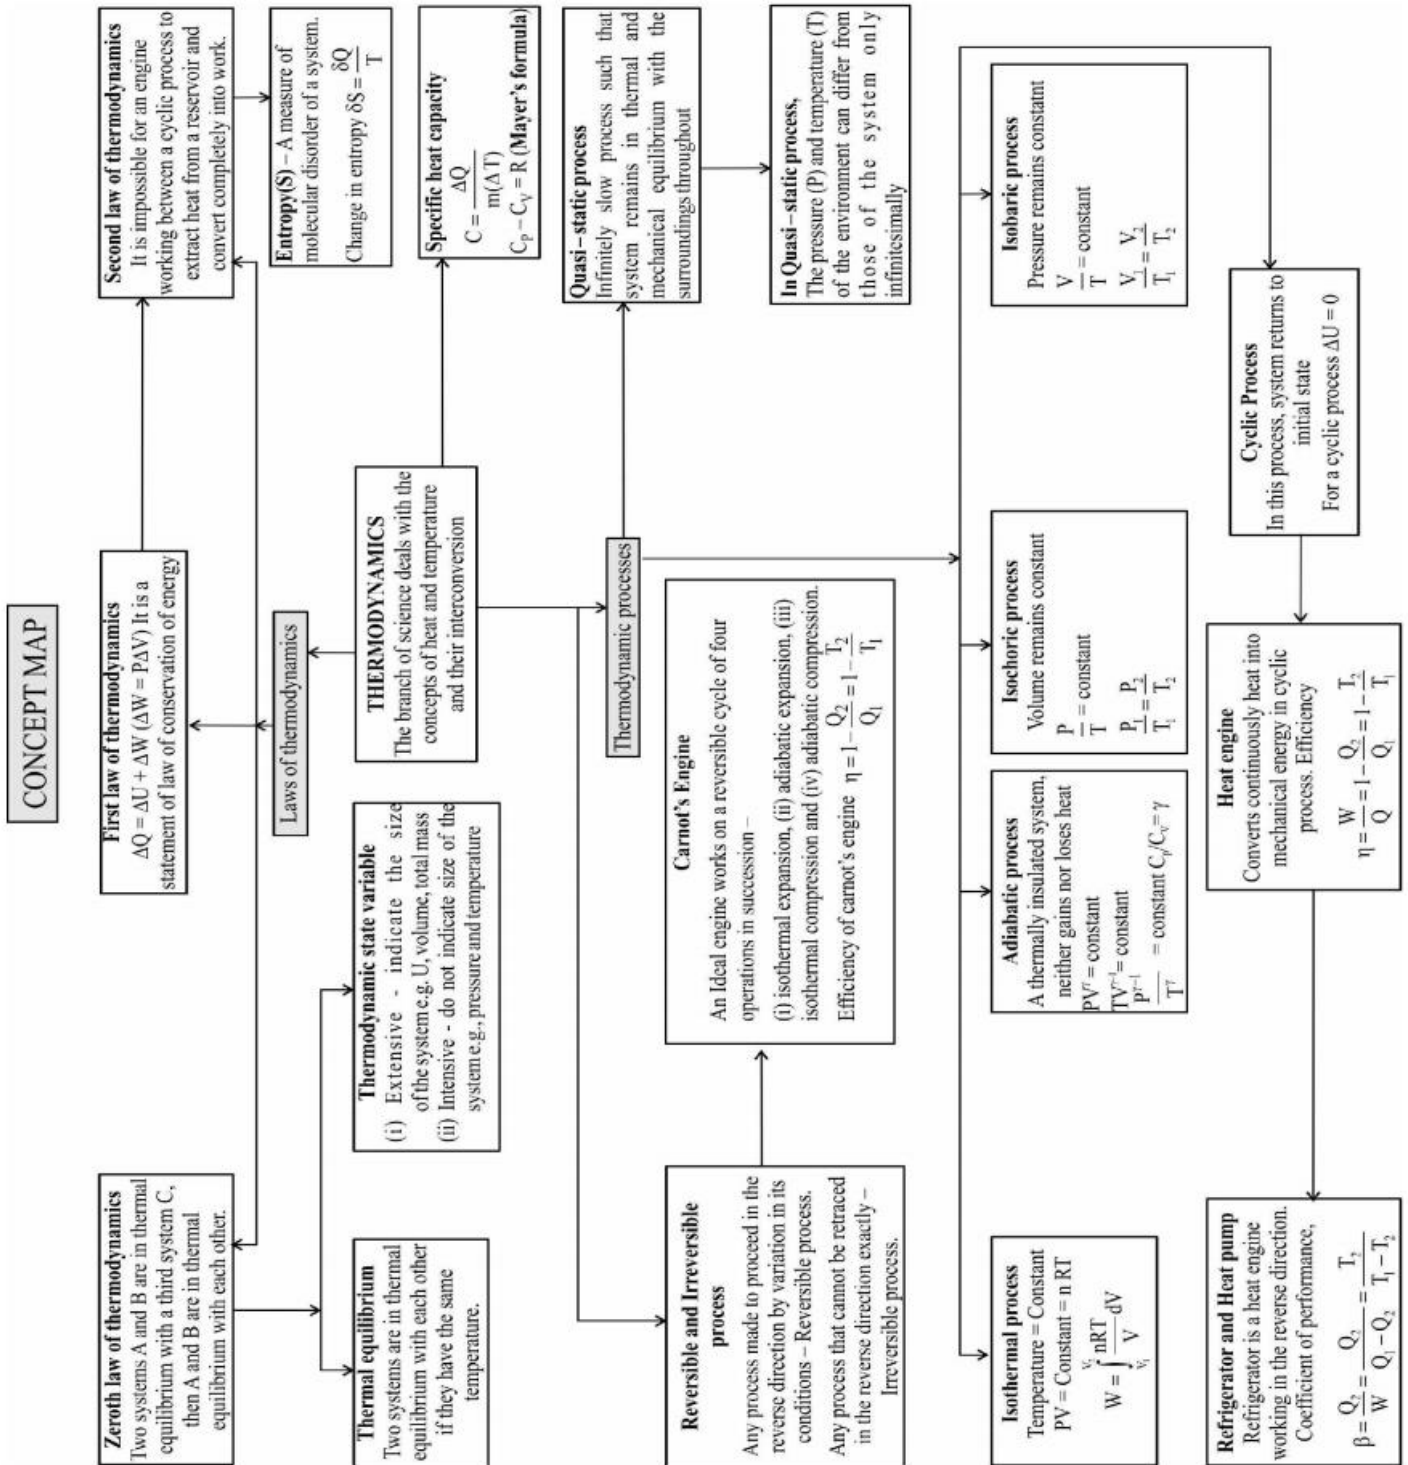 CONCEPT MAP
Zeroth law of thermodynamics
Two systems A and B are in thermal
equilibrium with a third system C,
then A and B are in thermal
equilibrium with each other.
First law of thermodynamics
ΔQ = ΔU + ΔW (ΔW = PΔV) It is a
statement of law of conservation of energy
Second law of thermodynamics
It is impossible for an engine
working between a cyclic process to
extract heat from a reservoir and
convert completely into work.
Laws of thermodynamics
Entropy(S) – A measure of
molecular disorder of a system.
Change in entropy δS = δQ/T
Thermal equilibrium
Two systems are in thermal
equilibrium with each other
if they have the same
temperature.
Thermodynamic state variable
(i) Extensive - indicate the size
of the system e.g. U, volume, total mass
(ii) Intensive - do not indicate size of the
system e.g., pressure and temperature
THERMODYNAMICS
The branch of science deals with the
concepts of heat and temperature
and their interconversion
Specific heat capacity
C = ΔQ / m(ΔT)
C_P – C_V = R (Mayer's formula)
Thermodynamic processes
Quasi – static process
Infinitely slow process such that
system remains in thermal and
mechanical equilibrium with the
surroundings throughout
Reversible and Irreversible
process
Any process made to proceed in the
reverse direction by variation in its
conditions – Reversible process.
Any process that cannot be retraced
in the reverse direction exactly –
Irreversible process.
Carnot's Engine
An Ideal engine works on a reversible cycle of four
operations in succession –
(i) isothermal expansion, (ii) adiabatic expansion, (iii)
isothermal compression and (iv) adiabatic compression.
Efficiency of carnot's engine η = 1 – Q₂/Q₁ = 1 – T₂/T₁
In Quasi – static process,
The pressure (P) and temperature (T)
of the environment can differ from
those of the system only
infinitesimally
Isothermal process
Temperature = Constant
PV = Constant = n RT
W = ∫ nRT/V dV
V₁
Adiabatic process
A thermally insulated system,
neither gains nor loses heat
PV^γ = constant
TV^γ–1 = constant
P^γ–1 / T^γ = constant C_p/C_v = γ
Isochoric process
Volume remains constant
P/T = constant
P₁/T₁ = P₂/T₂
Isobaric process
Pressure remains constaint
V/T = constant
V₁/T₁ = V₂/T₂
Refrigerator and Heat pump
Refrigerator is a heat engine
working in the reverse direction.
Coefficient of performance,
β = Q₂/W = Q₂/(Q₁ – Q₂) = T₂/(T₁ – T₂)
Heat engine
Converts continuously heat into
mechanical energy in cyclic
process. Efficiency
η = W/Q = 1 – Q₂/Q₁ = 1 – T₂/T₁
Cyclic Process
In this process, system returns to
initial state
For a cyclic process ΔU = 0